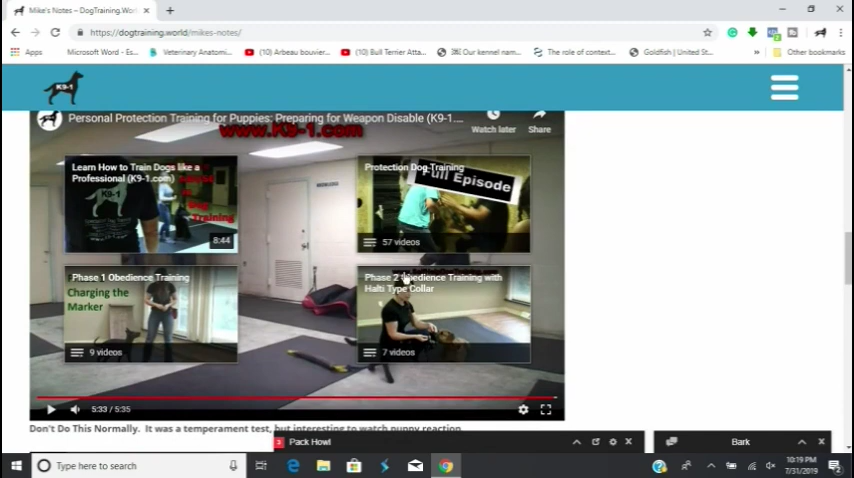 Mike's Notes – DogTraining.Worl
https://dogtraining.world/mikes-notes/
Apps
Microsoft Word - Es...
Veterinary Anatomi...
(10) Arbeau bouvier...
(10) Bull Terrier Atta...
Our kennel nam...
The role of context...
Goldfish | United St...
Other bookmarks
K9-1
Personal Protection Training for Puppies: Preparing for Weapon Disable (K9-1....
www.K9-1.com
Watch later
Share
Learn How to Train Dogs like a
Professional (K9-1.com)
K9-1
Dog
Training
8:44
Protection Dog Training
Full Episode
57 videos
Phase 1 Obedience Training
Charging the
Marker
9 videos
Phase 2 Obedience Training with
Halti Type Collar
7 videos
5:33 / 5:35
Don't Do This Normally. It was a temperament test, but interesting to watch puppy reaction
3
Pack Howl
Bark
Type here to search
10:19 PM
7/31/2019